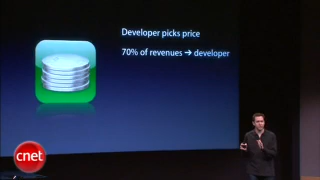 Developer picks price
70% of revenues → developer
cnet